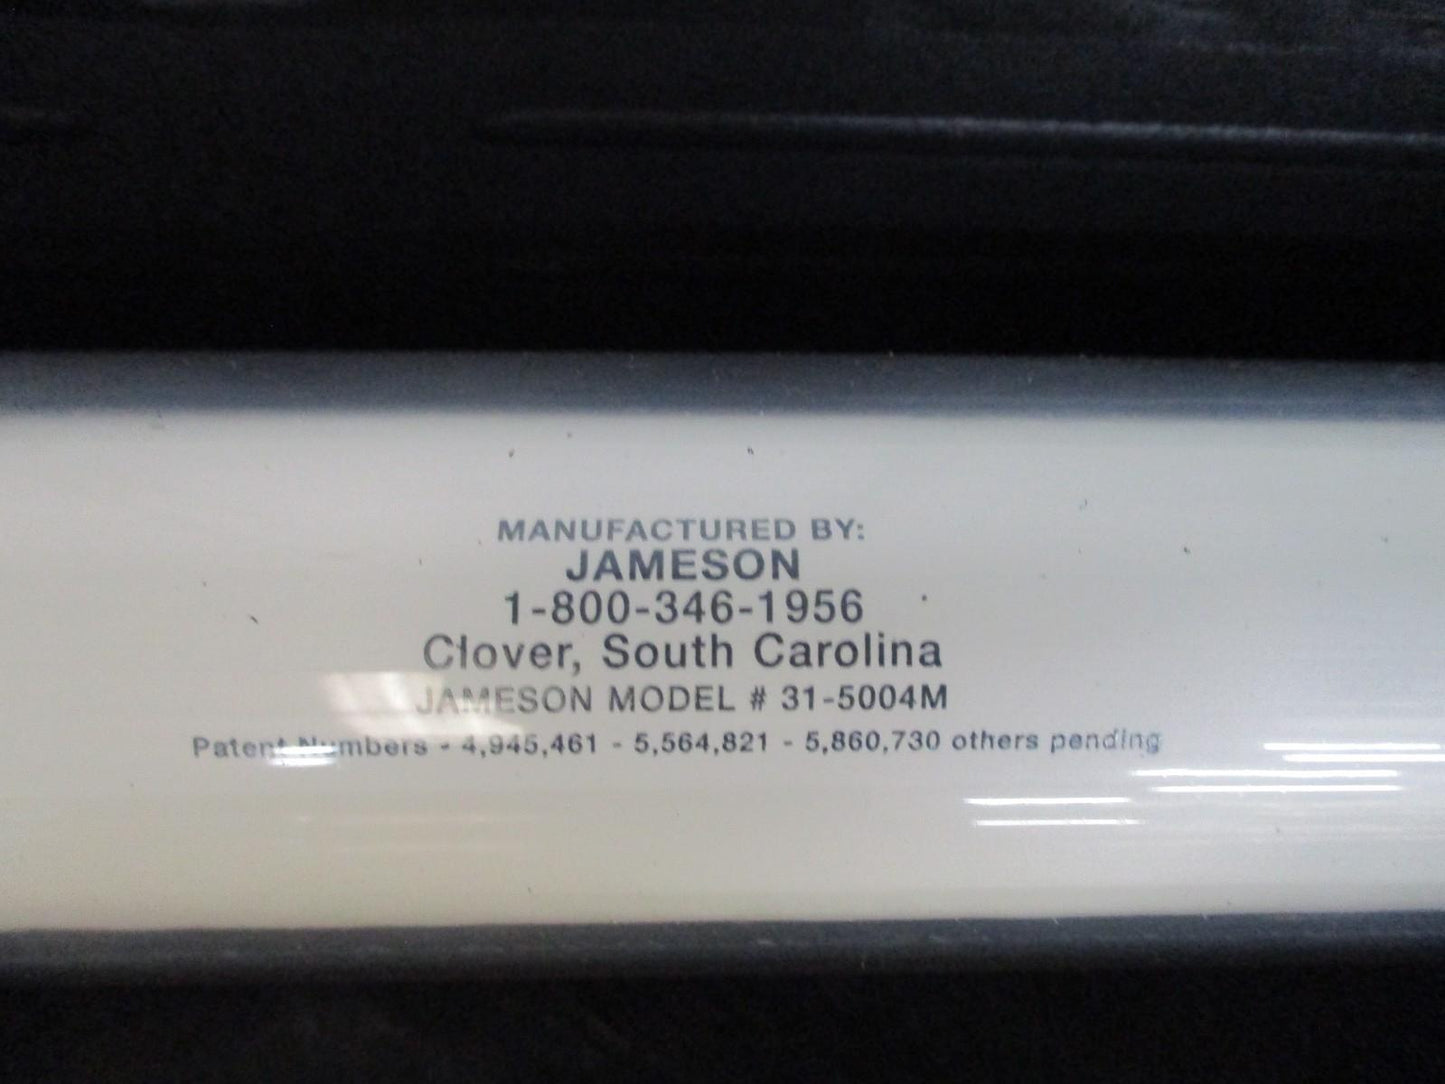 MANUFACTURED BY:
JAMESON
1-800-346-1956
Clover, South Carolina
JAMESON MODEL # 31-5004M
Patent Numbers - 4,945,461 - 5,564,821 - 5,860,730 others pending